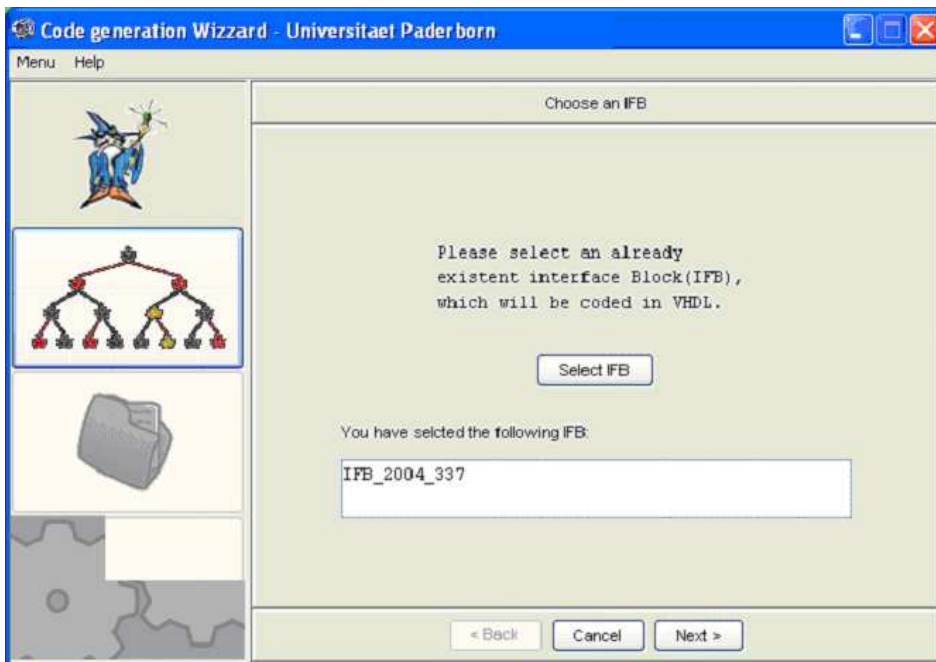 Code generation Wizzard - Universitaet Paderborn
Menu Help
Choose an IFB
Please select an already
existent interface Block(IFB),
which will be coded in VHDL.
Select IFB
You have selcted the following IFB:
IFB_2004_337
< Back Cancel Next >